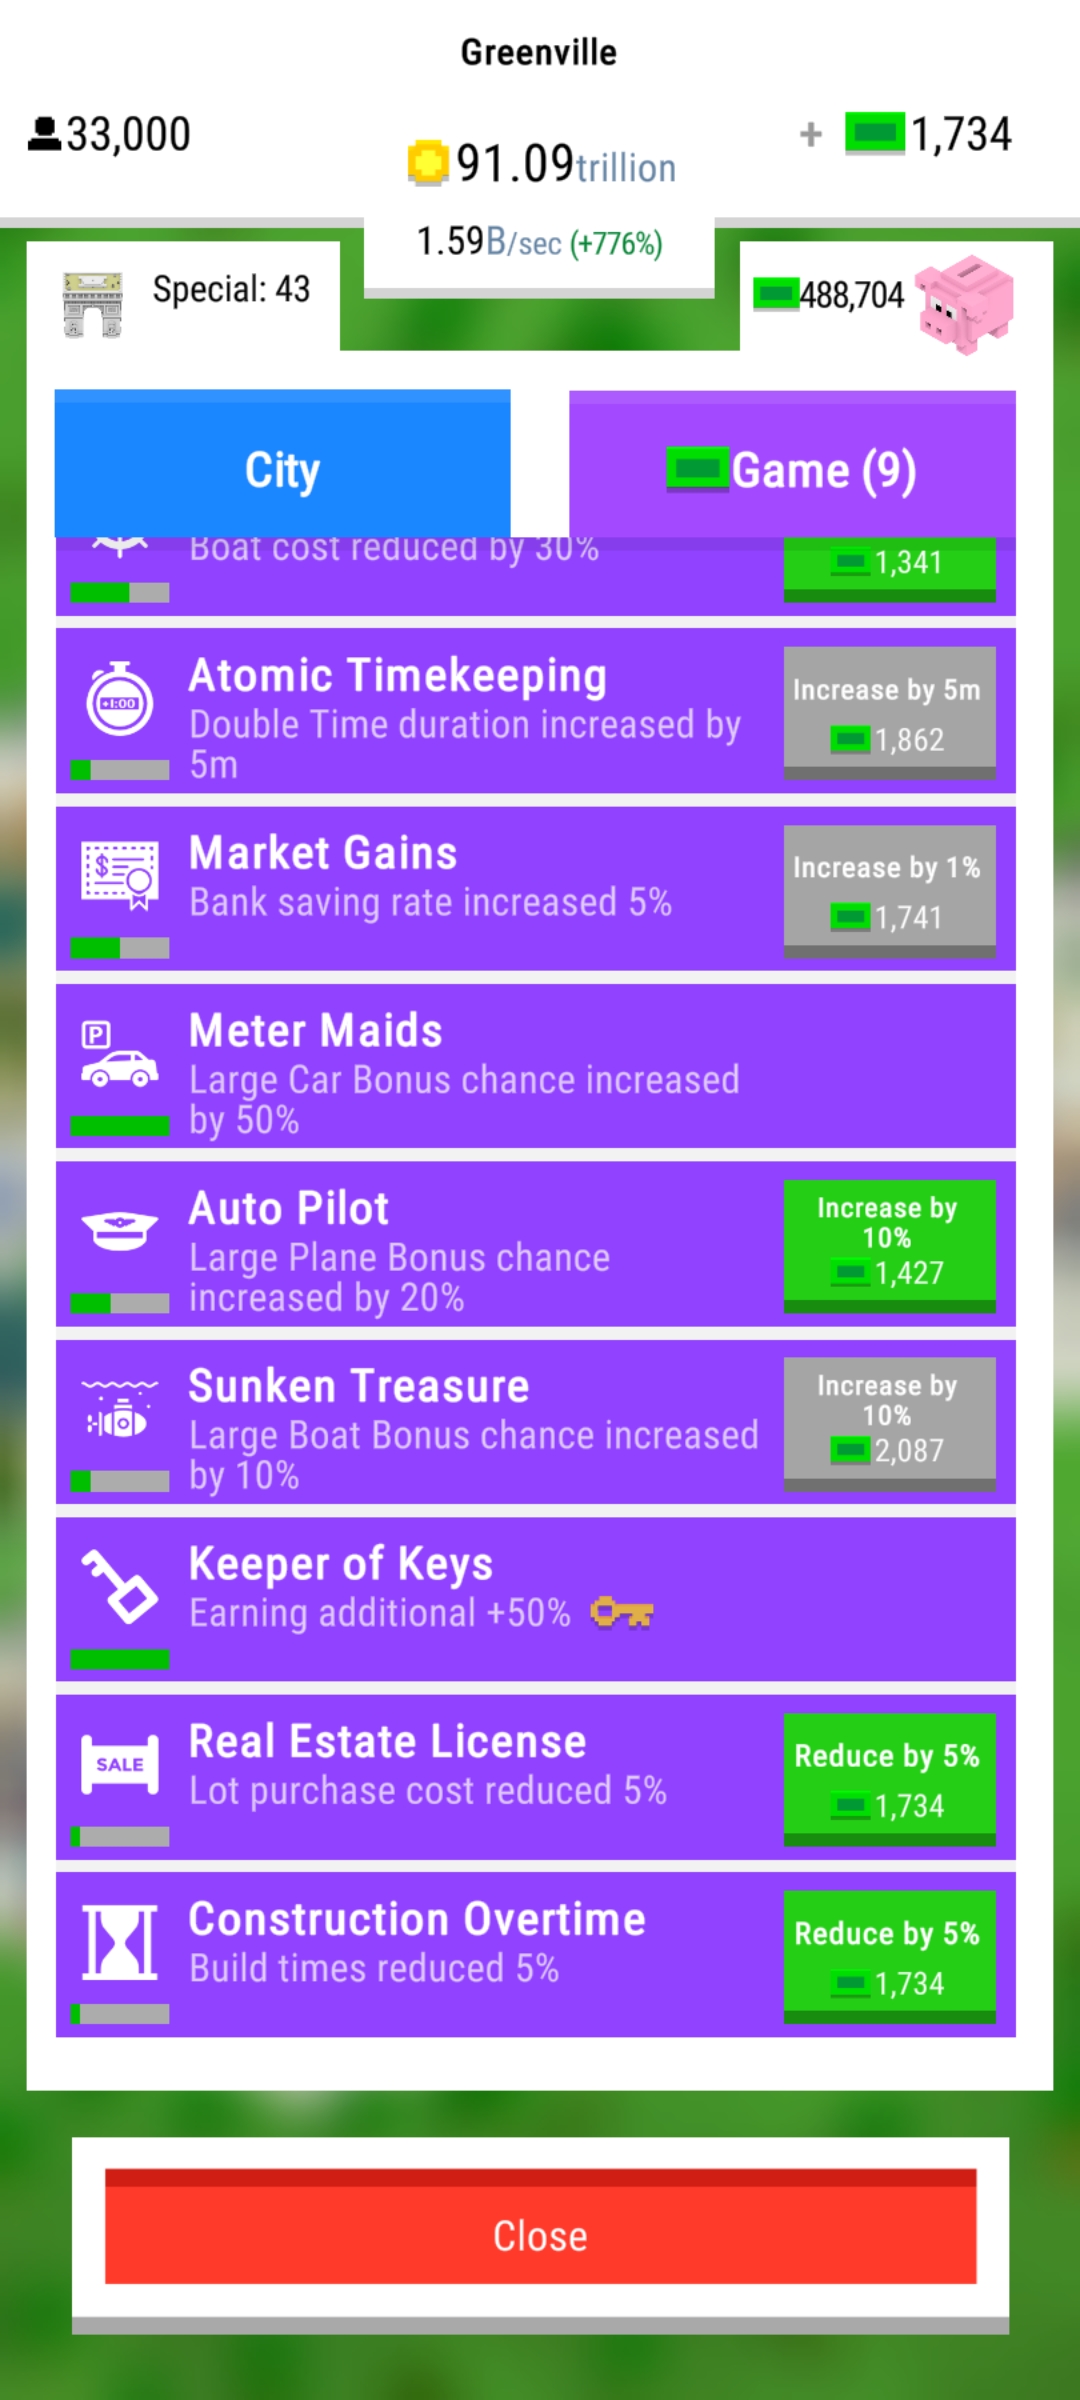 Greenville
33,000
91.09trillion
+ 1,734
1.59B/sec (+776%)
Special: 43
488,704
City
Game (9)
Boat cost reduced by 30%
1,341
Atomic Timekeeping
Double Time duration increased by
5m
Increase by 5m
1,862
+1:00
Market Gains
Bank saving rate increased 5%
Increase by 1%
1,741
$
Meter Maids
Large Car Bonus chance increased
by 50%
P
Auto Pilot
Large Plane Bonus chance
increased by 20%
Increase by
10%
1,427
Sunken Treasure
Large Boat Bonus chance increased
by 10%
Increase by
10%
2,087
Keeper of Keys
Earning additional +50%
Real Estate License
Lot purchase cost reduced 5%
SALE
Reduce by 5%
1,734
Construction Overtime
Build times reduced 5%
Reduce by 5%
1,734
Close